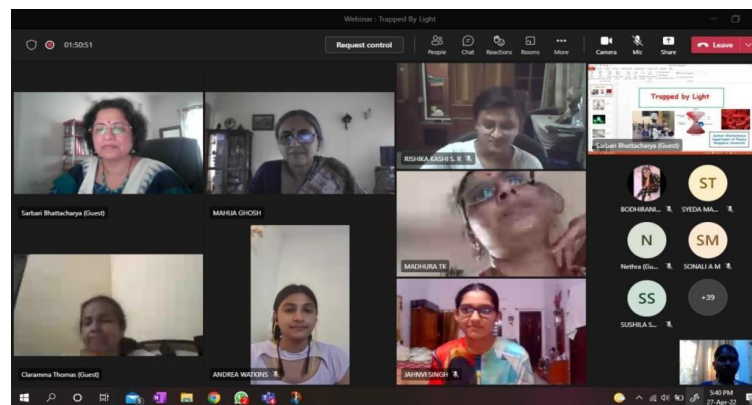 Webinar : Trapped By Light
01:50:51
Request control
People
Chat
Reactions
Rooms
More
Camera
Mic
Share
Leave
Sarbari Bhattacharya (Guest)
MAHUA GHOSH
RISHIKA KASHI S. R
MADHURA TK
Claramma Thomas (Guest)
ANDREA WATKINS
JAHNVI SINGH
Trapped by Light
Sarbari Bhattacharya (Guest)
ST
BODHIRANI...
SYEDA MA...
N
SM
Nethra (Gu...
SONALI A M
SS
+39
SUSHILA S...
5:40 PM
27-Apr-22